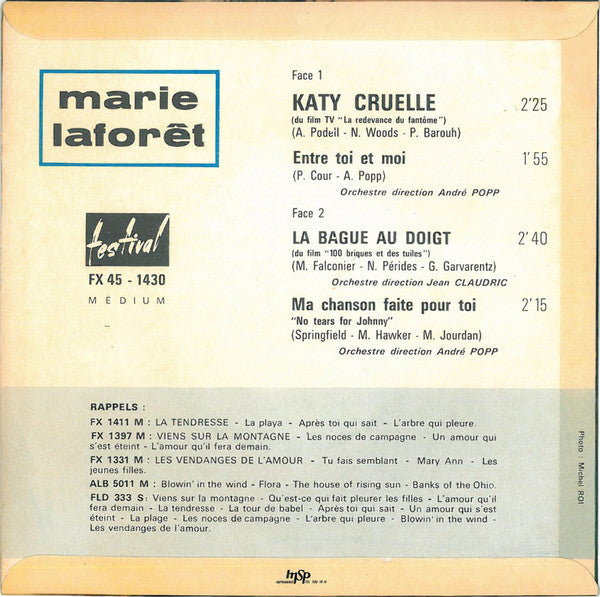 marie
laforêt
festival
FX 45 - 1430
MÉDIUM
Face 1
KATY CRUELLE 2'25
(du film TV "La redevance du fantôme")
(A. Podell - N. Woods - P. Barouh)
Entre toi et moi 1'55
(P. Cour - A. Popp)
Orchestre direction André POPP
Face 2
LA BAGUE AU DOIGT 2'40
(du film "100 briques et des tuiles")
(M. Falconier - N. Pérides - G. Garvarentz)
Orchestre direction Jean CLAUDRIC
Ma chanson faite pour toi 2'15
"No tears for Johnny"
(Springfield - M. Hawker - M. Jourdan)
Orchestre direction André POPP
RAPPELS :
FX 1411 M : LA TENDRESSE - La playa - Après toi qui sait - L'arbre qui pleure.
FX 1397 M : VIENS SUR LA MONTAGNE - Les noces de campagne - Un amour qui
s'est éteint - L'amour qu'il fera demain.
FX 1331 M : LES VENDANGES DE L'AMOUR - Tu fais semblant - Mary Ann - Les
jeunes filles.
ALB 5011 M : Blowin' in the wind - Flora - The house of rising sun - Banks of the Ohio.
FLD 333 S : Viens sur la montagne - Qu'est-ce qui fait pleurer les filles - L'amour qu'il
fera demain - La tendresse - La tour de babel - Après toi qui sait - Un amour qui s'est
éteint - La plage - Les noces de campagne - L'arbre qui pleure - Blowin' in the wind -
Les vendanges de l'amour.
Photo : Michel ROI
msp